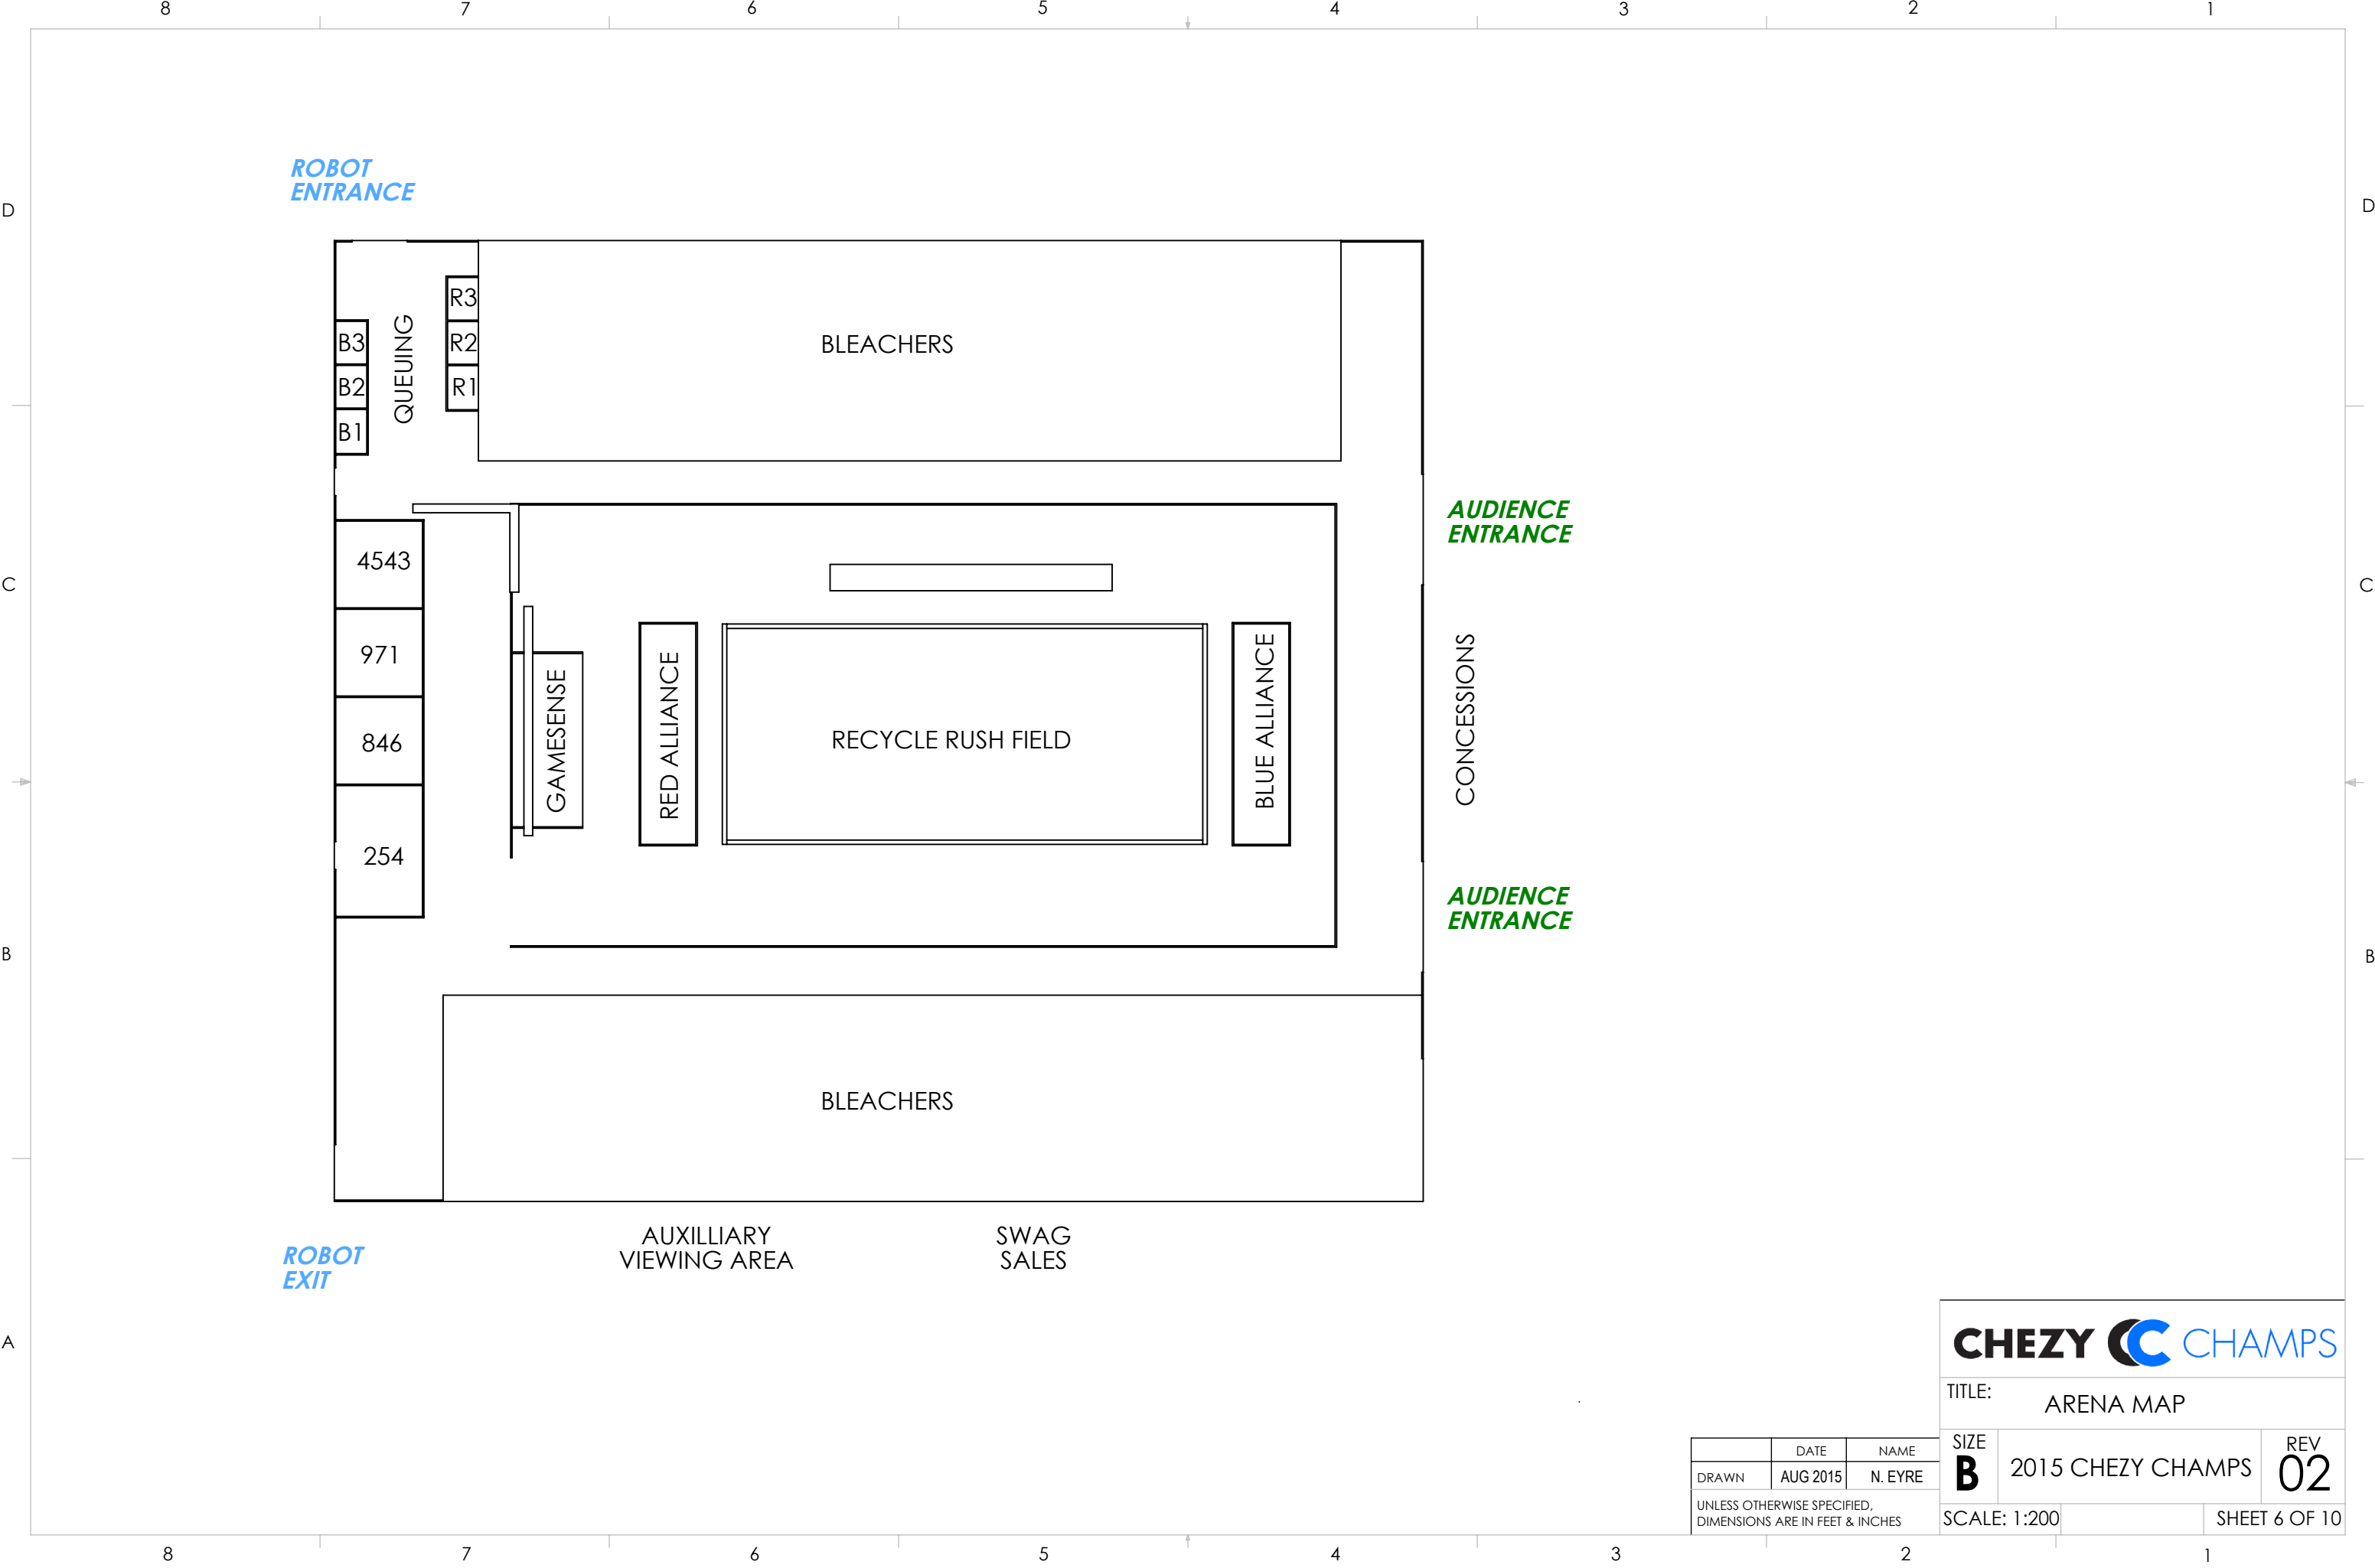 8 7 6 5 4 3 2 1
ROBOT
ENTRANCE
D D
R3
BLEACHERS
B3 QUEUING R2
B2 R1
B1
AUDIENCE
ENTRANCE
4543
C C
971
GAMESENSE
RED ALLIANCE
RECYCLE RUSH FIELD
BLUE ALLIANCE
CONCESSIONS
846
254
AUDIENCE
ENTRANCE
B B
BLEACHERS
AUXILLIARY
VIEWING AREA
SWAG
SALES
ROBOT
EXIT
A
CHEZY CC CHAMPS
TITLE:
ARENA MAP
DATE NAME
DRAWN AUG 2015 N. EYRE
UNLESS OTHERWISE SPECIFIED,
DIMENSIONS ARE IN FEET & INCHES
SIZE
B
2015 CHEZY CHAMPS
REV
02
SCALE: 1:200
SHEET 6 OF 10
8 7 6 5 4 3 2 1